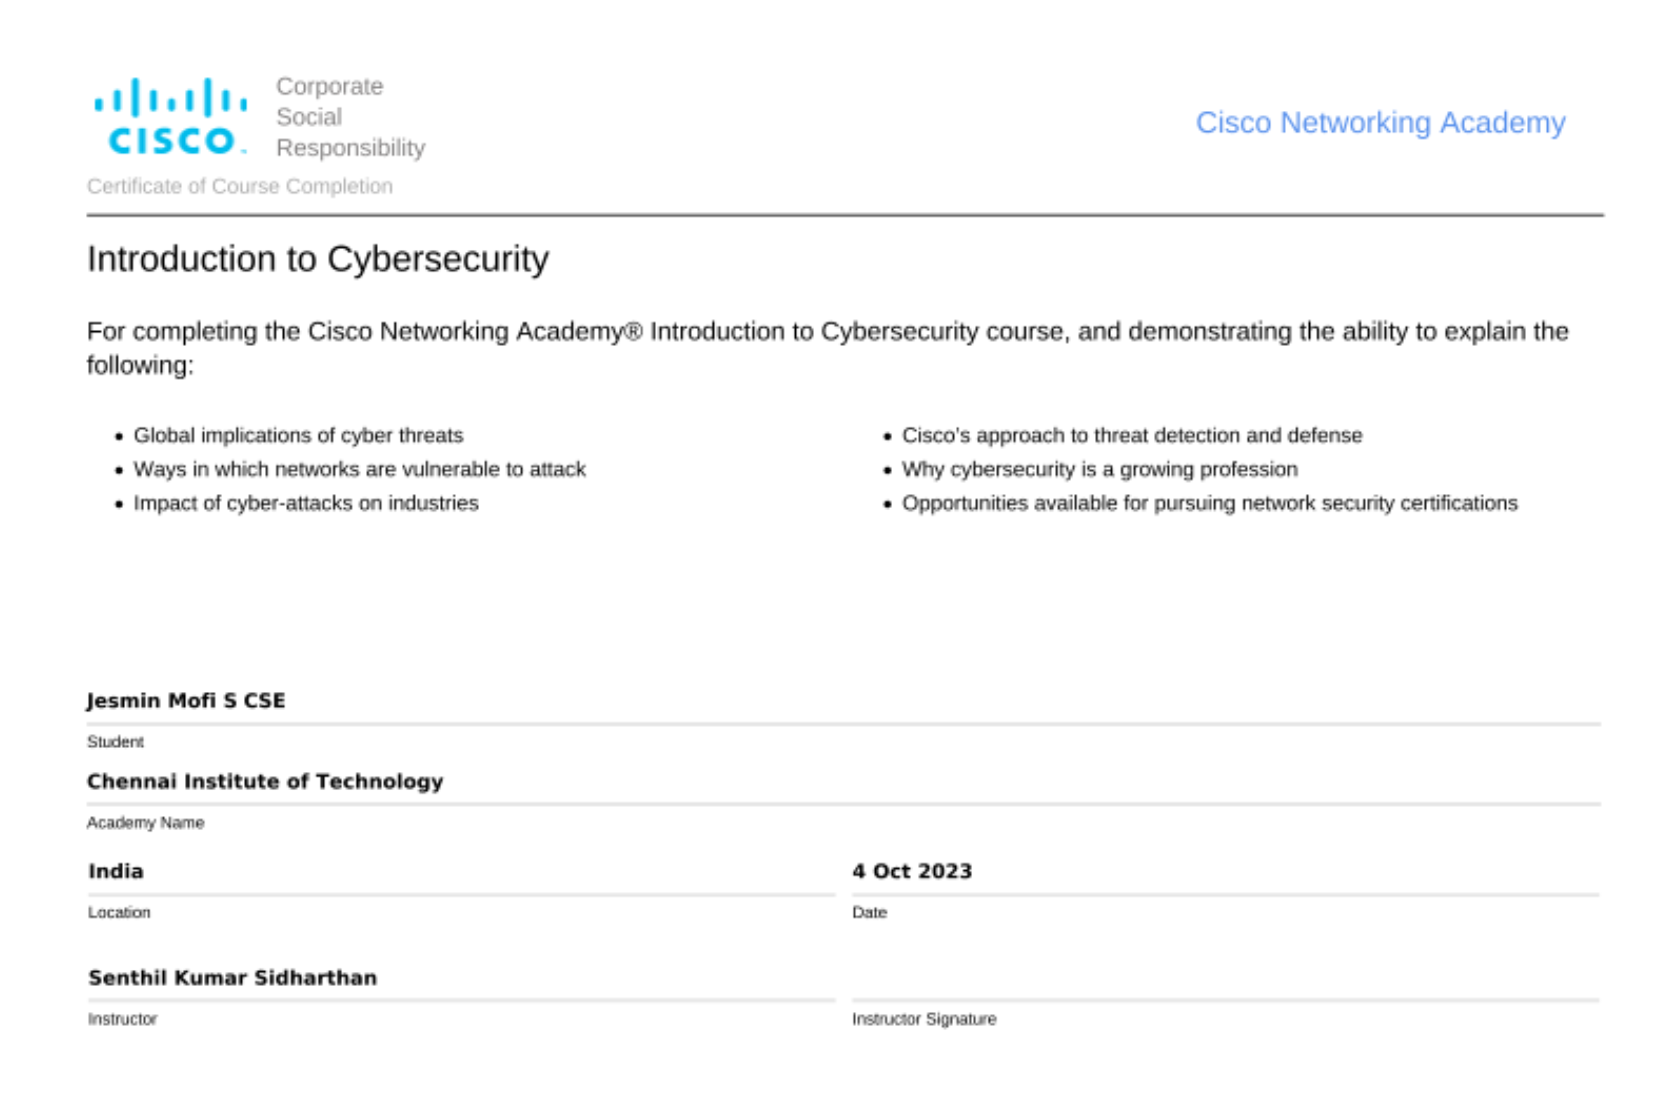 Corporate
Social
Responsibility
CISCO
Cisco Networking Academy
Certificate of Course Completion
Introduction to Cybersecurity
For completing the Cisco Networking Academy® Introduction to Cybersecurity course, and demonstrating the ability to explain the
following:
• Global implications of cyber threats
• Ways in which networks are vulnerable to attack
• Impact of cyber-attacks on industries
• Cisco's approach to threat detection and defense
• Why cybersecurity is a growing profession
• Opportunities available for pursuing network security certifications
Jesmin Mofi S CSE
Student
Chennai Institute of Technology
Academy Name
India
Location
4 Oct 2023
Date
Senthil Kumar Sidharthan
Instructor
Instructor Signature